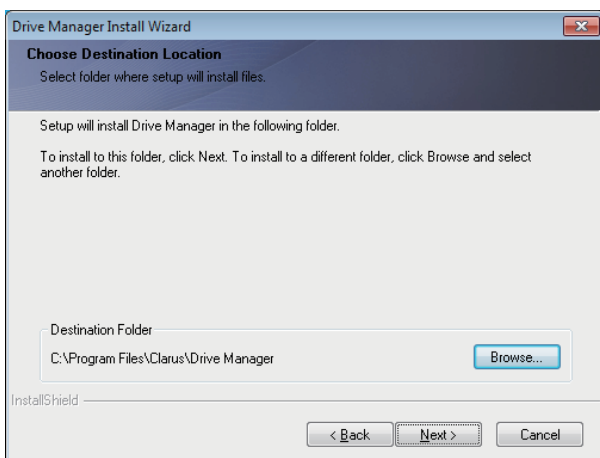 Drive Manager Install Wizard
Choose Destination Location
Select folder where setup will install files.
Setup will install Drive Manager in the following folder.
To install to this folder, click Next. To install to a different folder, click Browse and select
another folder.
Destination Folder
C:\Program Files\Clarus\Drive Manager
Browse...
InstallShield
< Back
Next >
Cancel